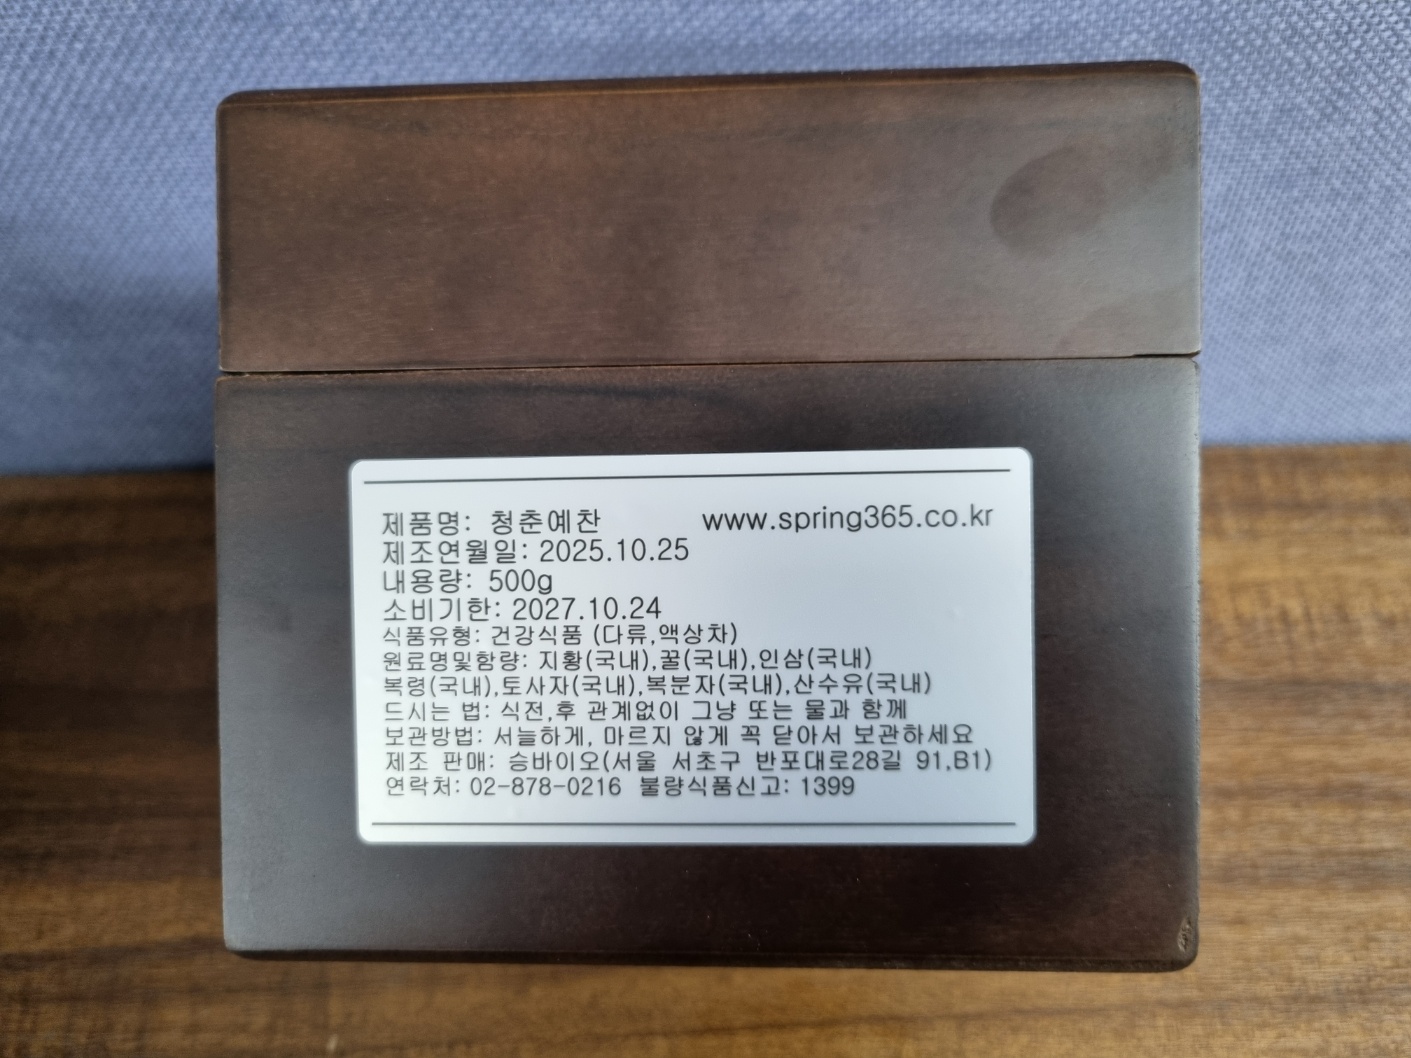 제품명: 청춘예찬 www.spring365.co.kr
제조연월일: 2025.10.25
내용량: 500g
소비기한: 2027.10.24
식품유형: 건강식품 (다류,액상차)
원료명및함량: 지황(국내),꿀(국내),인삼(국내)
복령(국내),토사자(국내),복분자(국내),산수유(국내)
드시는 법: 식전,후 관계없이 그냥 또는 물과 함께
보관방법: 서늘하게, 마르지 않게 꼭 닫아서 보관하세요
제조 판매: 승바이오(서울 서초구 반포대로28길 91,B1)
연락처: 02-878-0216 불량식품신고: 1399